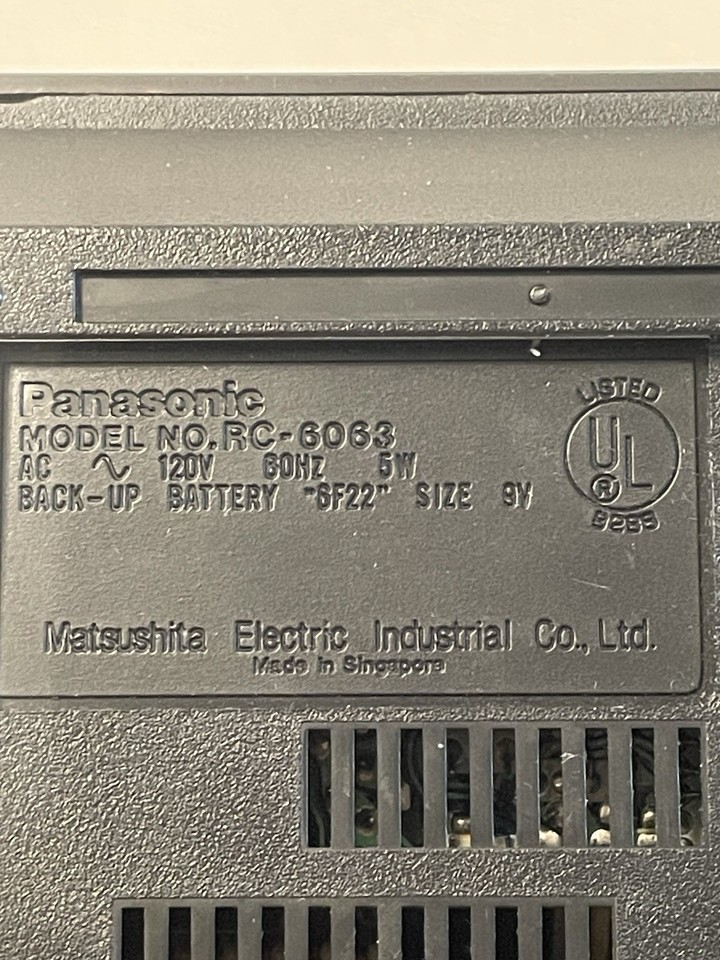 Panasonic
MODEL NO. RC-6063
AC ∿ 120V 60HZ 5W
BACK-UP BATTERY "6F22" SIZE 9V
LISTED
UL
®
Matsushita Electric Industrial Co., Ltd.
Made in Singapore